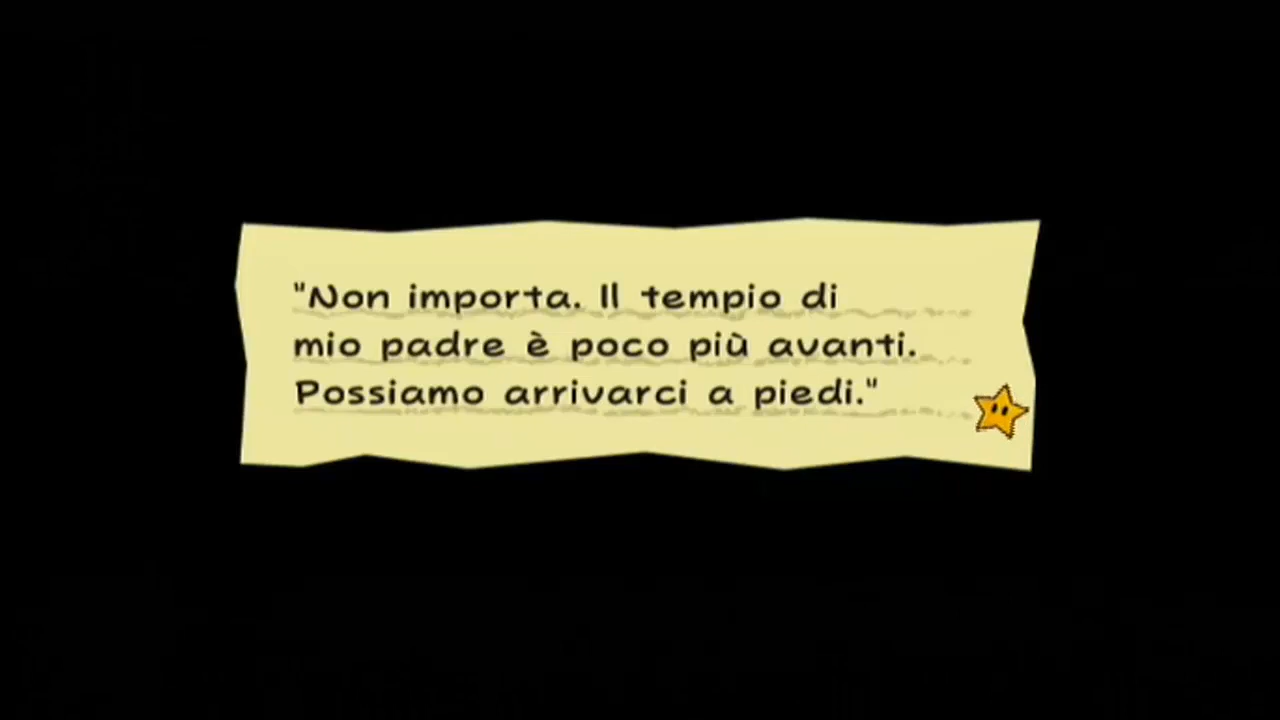 "Non importa. Il tempio di
mio padre è poco più avanti.
Possiamo arrivarci a piedi."